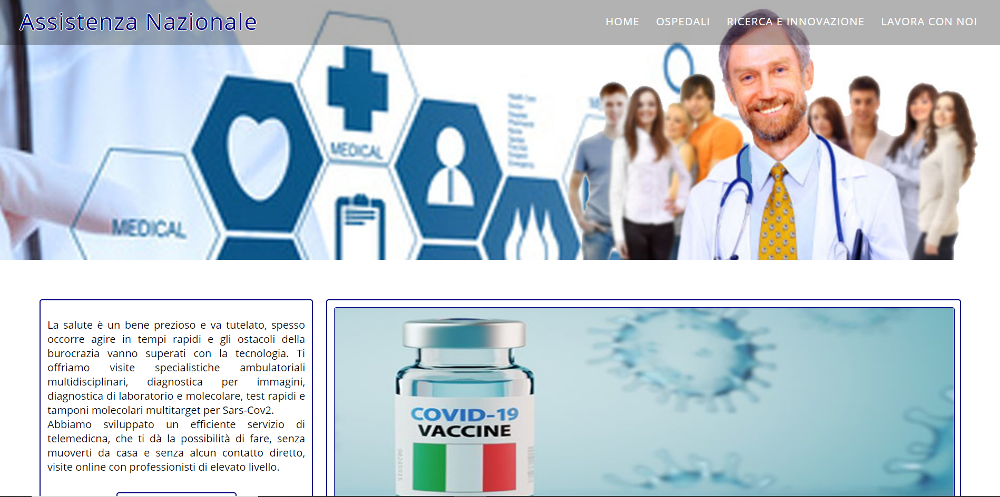 Assistenza Nazionale
HOME OSPEDALI RICERCA E INNOVAZIONE LAVORA CON NOI
MEDICAL
MEDICAL
La salute è un bene prezioso e va tutelato, spesso
occorre agire in tempi rapidi e gli ostacoli della
burocrazia vanno superati con la tecnologia. Ti
offriamo visite specialistiche ambulatoriali
multidisciplinari, diagnostica per immagini,
diagnostica di laboratorio e molecolare, test rapidi e
tamponi molecolari multitarget per Sars-Cov2.
Abbiamo sviluppato un efficiente servizio di
telemedicna, che ti dà la possibilità di fare, senza
muoverti da casa e senza alcun contatto diretto,
visite online con professionisti di elevato livello.
COVID-19
VACCINE